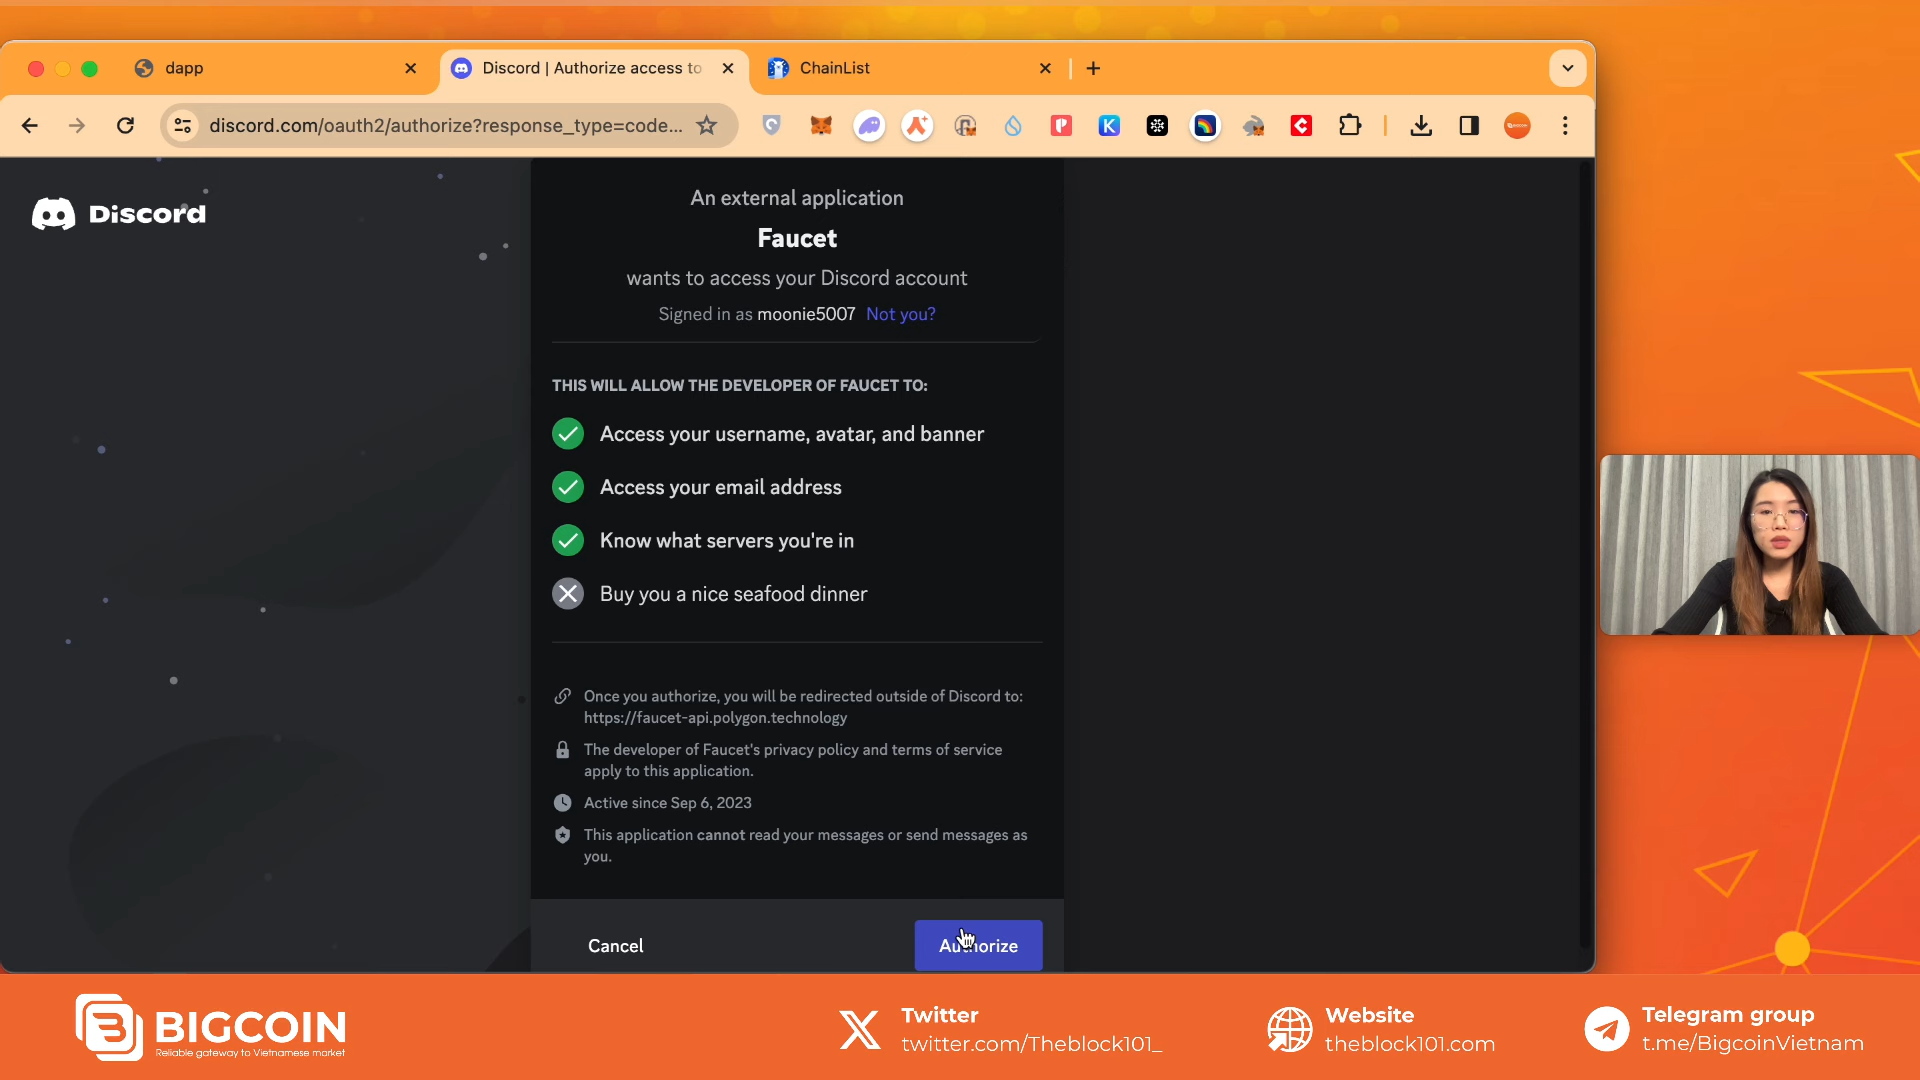 dapp
Discord | Authorize access to
ChainList
discord.com/oauth2/authorize?response_type=code...
Discord
An external application
Faucet
wants to access your Discord account
Signed in as moonie5007 Not you?
THIS WILL ALLOW THE DEVELOPER OF FAUCET TO:
Access your username, avatar, and banner
Access your email address
Know what servers you're in
Buy you a nice seafood dinner
Once you authorize, you will be redirected outside of Discord to:
https://faucet-api.polygon.technology
The developer of Faucet's privacy policy and terms of service
apply to this application.
Active since Sep 6, 2023
This application cannot read your messages or send messages as
you.
Cancel
Authorize
BIGCOIN
Reliable gateway to Vietnamese market
Twitter
twitter.com/Theblock101_
Website
theblock101.com
Telegram group
t.me/BigcoinVietnam